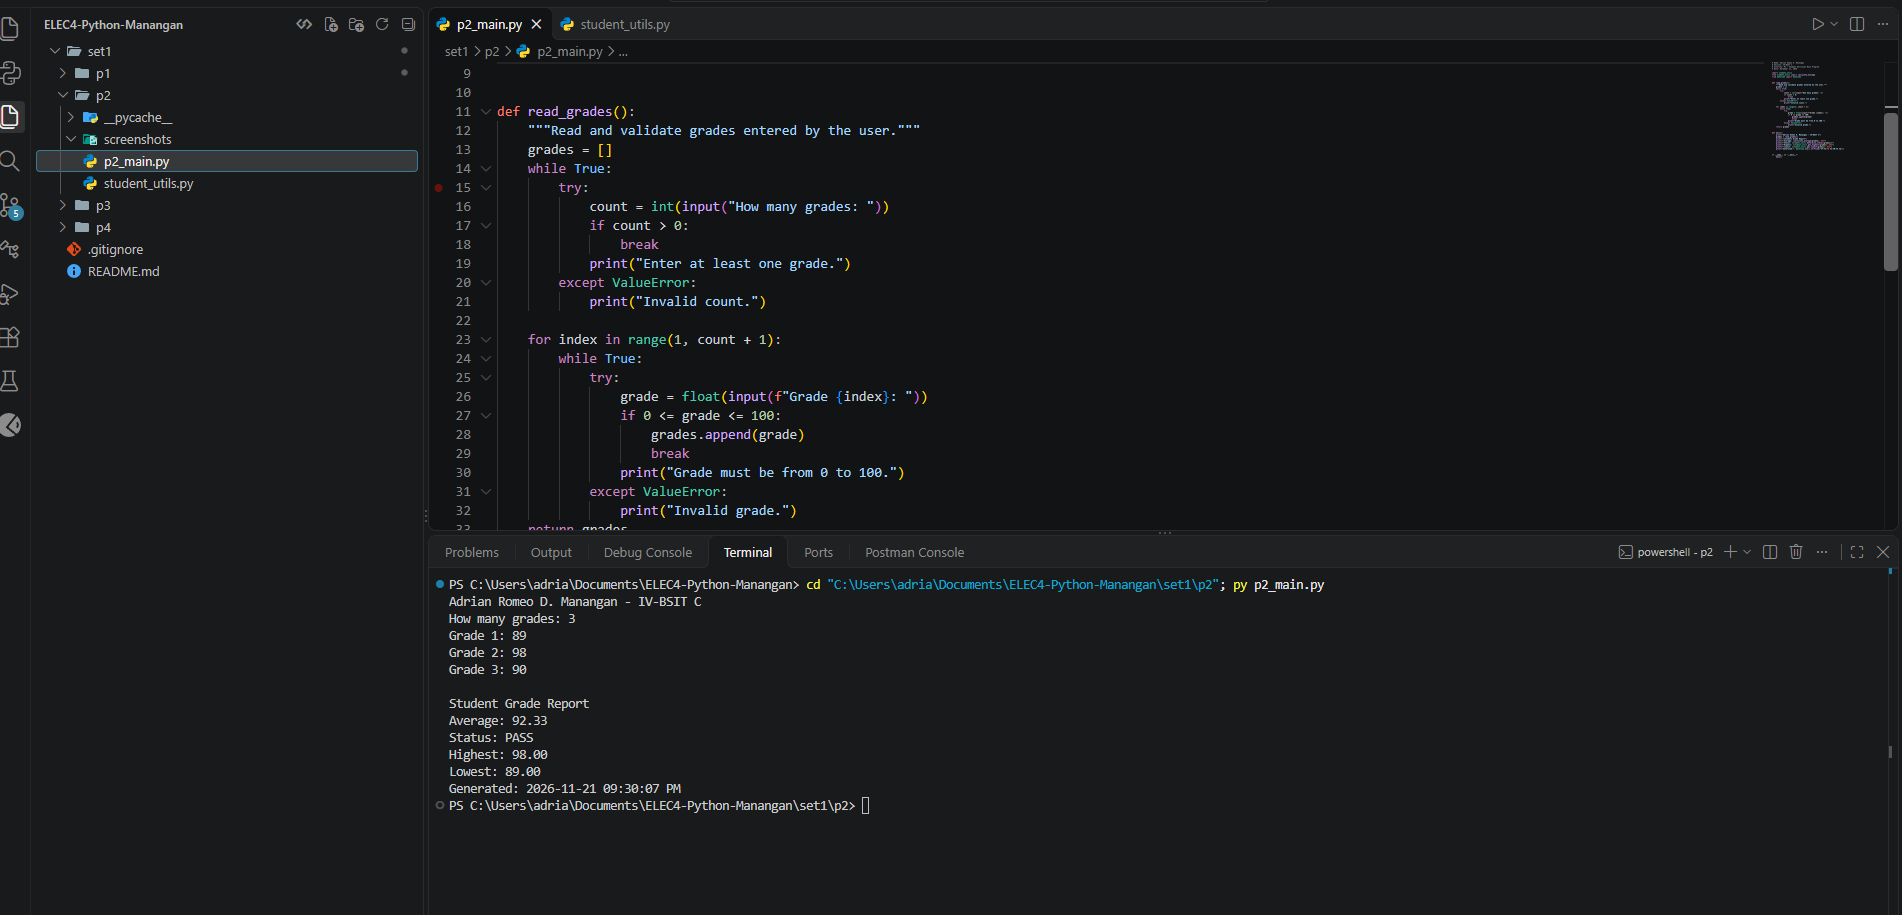 ELEC4-Python-Manangan
set1
p1
p2
__pycache__
screenshots
p2_main.py
student_utils.py
p3
p4
.gitignore
README.md
5
p2_main.py
student_utils.py
set1 > p2 > p2_main.py > ...
9
10
11 def read_grades():
12 """Read and validate grades entered by the user."""
13 grades = []
14 while True:
15 try:
16 count = int(input("How many grades: "))
17 if count > 0:
18 break
19 print("Enter at least one grade.")
20 except ValueError:
21 print("Invalid count.")
22
23 for index in range(1, count + 1):
24 while True:
25 try:
26 grade = float(input(f"Grade {index}: "))
27 if 0 <= grade <= 100:
28 grades.append(grade)
29 break
30 print("Grade must be from 0 to 100.")
31 except ValueError:
32 print("Invalid grade.")
33 return grades
Problems
Output
Debug Console
Terminal
Ports
Postman Console
powershell - p2
PS C:\Users\adria\Documents\ELEC4-Python-Manangan> cd "C:\Users\adria\Documents\ELEC4-Python-Manangan\set1\p2"; py p2_main.py
Adrian Romeo D. Manangan - IV-BSIT C
How many grades: 3
Grade 1: 89
Grade 2: 98
Grade 3: 90
Student Grade Report
Average: 92.33
Status: PASS
Highest: 98.00
Lowest: 89.00
Generated: 2026-11-21 09:30:07 PM
PS C:\Users\adria\Documents\ELEC4-Python-Manangan\set1\p2>